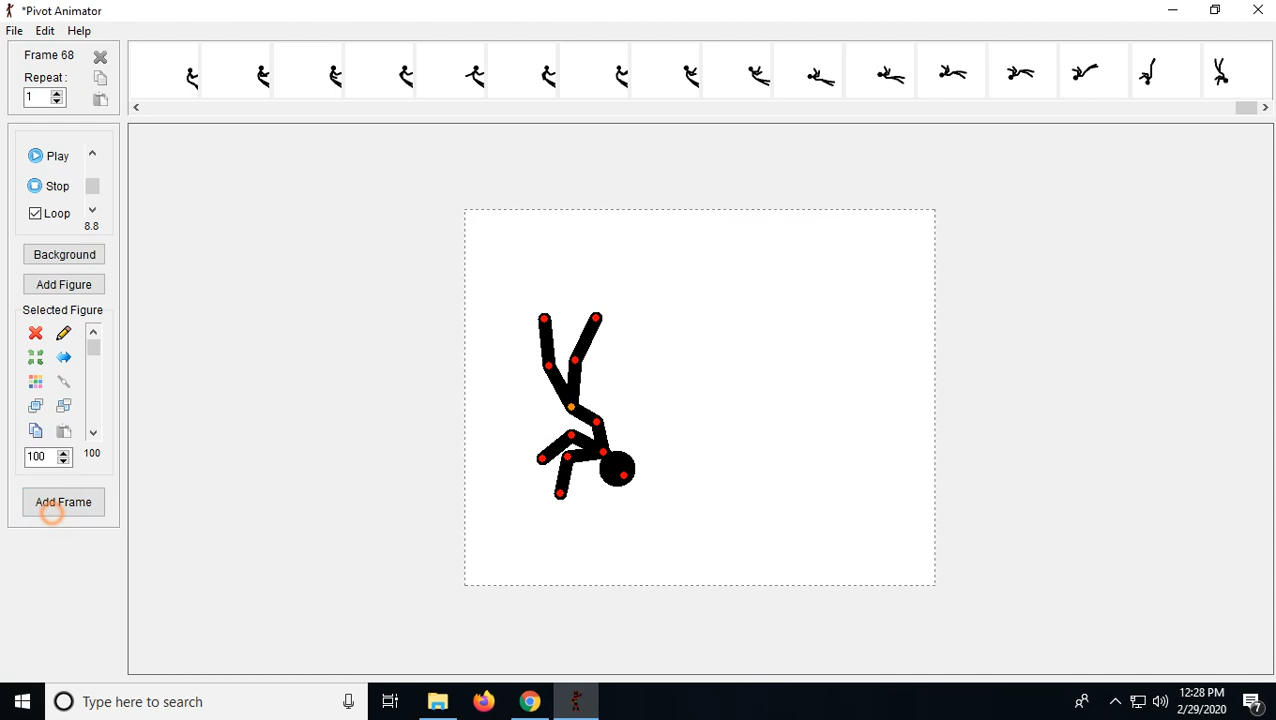 *Pivot Animator
File Edit Help
Frame 68
Repeat :
1
Play
Stop
Loop
8.8
Background
Add Figure
Selected Figure
100 100
Add Frame
Type here to search
12:28 PM
2/29/2020
7